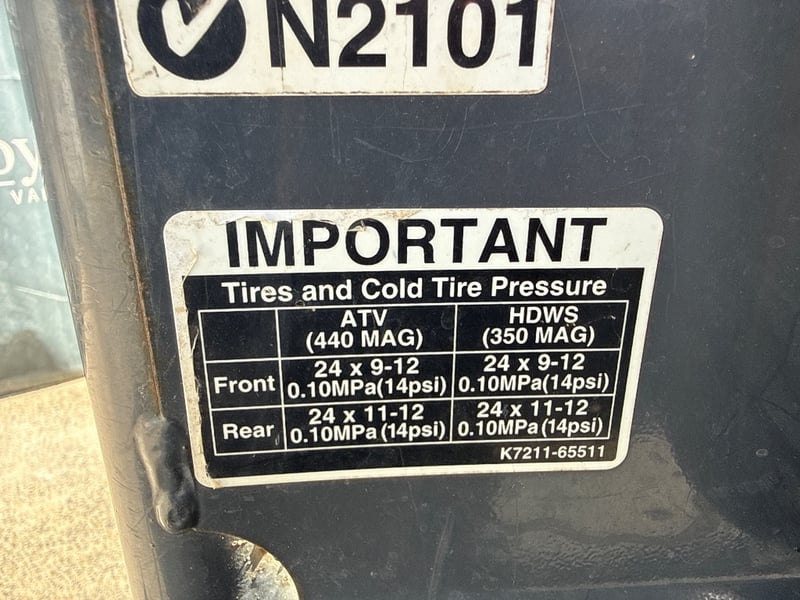 N2101
IMPORTANT
Tires and Cold Tire Pressure
ATV HDWS
(440 MAG) (350 MAG)
Front 24 x 9-12 24 x 9-12
0.10MPa(14psi) 0.10MPa(14psi)
Rear 24 x 11-12 24 x 11-12
0.10MPa(14psi) 0.10MPa(14psi)
K7211-65511